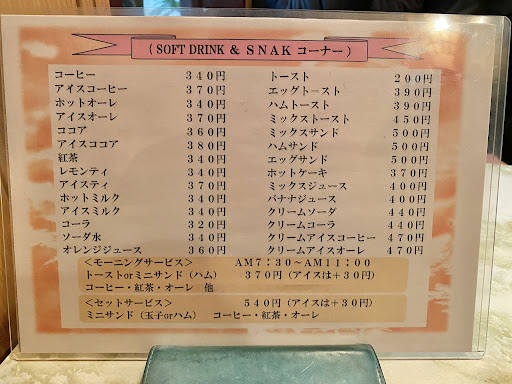 ( SOFT DRINK & SNAK コーナー )
コーヒー 340円
アイスコーヒー 370円
ホットオーレ 340円
アイスオーレ 370円
ココア 360円
アイスココア 380円
紅茶 340円
レモンティ 340円
アイスティ 370円
ホットミルク 340円
アイスミルク 340円
コーラ 320円
ソーダ水 340円
オレンジジュース 360円
トースト 200円
エッグトースト 390円
ハムトースト 390円
ミックストースト 450円
ミックスサンド 500円
ハムサンド 500円
エッグサンド 500円
ホットケーキ 370円
ミックスジュース 400円
バナナジュース 400円
クリームソーダ 440円
クリームコーラ 440円
クリームアイスコーヒー 470円
クリームアイスオーレ 470円
<モーニングサービス> AM7:30~AM11:00
トーストorミニサンド(ハム) 370円(アイスは+30円)
コーヒー・紅茶・オーレ 他
<セットサービス> 540円(アイスは+30円)
ミニサンド(玉子orハム) コーヒー・紅茶・オーレ